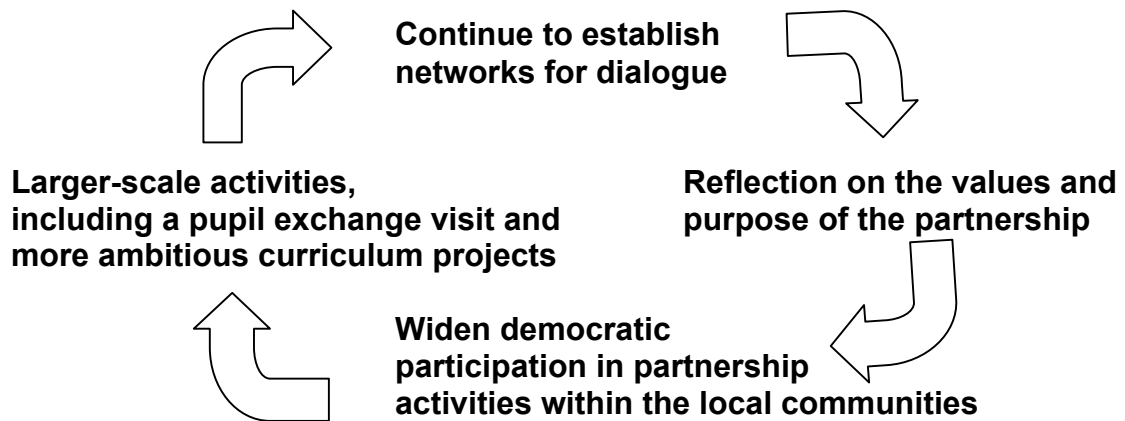 Continue to establish
networks for dialogue
Reflection on the values and
purpose of the partnership
Widen democratic
participation in partnership
activities within the local communities
Larger-scale activities,
including a pupil exchange visit and
more ambitious curriculum projects